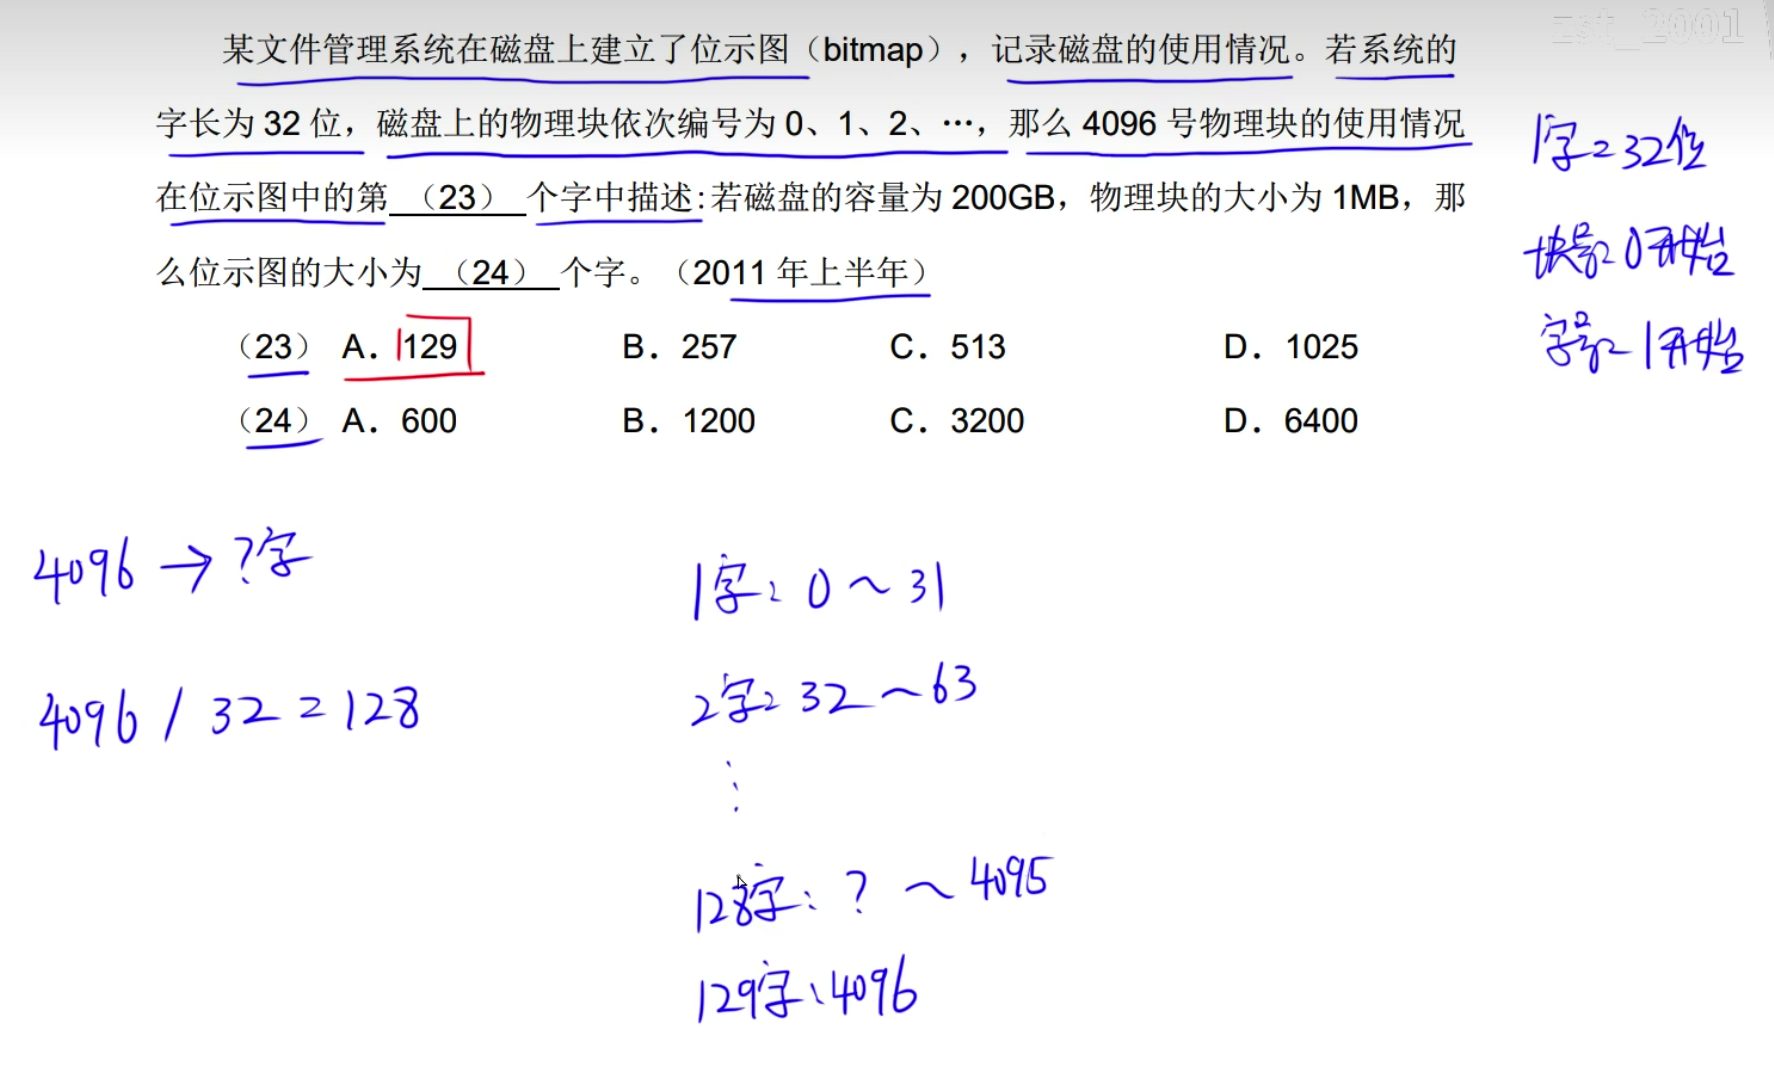 zst_2001
某文件管理系统在磁盘上建立了位示图（bitmap），记录磁盘的使用情况。若系统的
字长为 32 位，磁盘上的物理块依次编号为 0、1、2、…，那么 4096 号物理块的使用情况
在位示图中的第 （23） 个字中描述:若磁盘的容量为 200GB，物理块的大小为 1MB，那
么位示图的大小为 （24） 个字。（2011 年上半年）
（23） A．129 B．257 C．513 D．1025
（24） A．600 B．1200 C．3200 D．6400
1字=32位
块号: 0开始
字号: 1开始
4096 → ?字
4096 / 32 = 128
1字: 0 ~ 31
2字: 32 ~ 63
⋮
128字: ? ~ 4095
129字: 4096